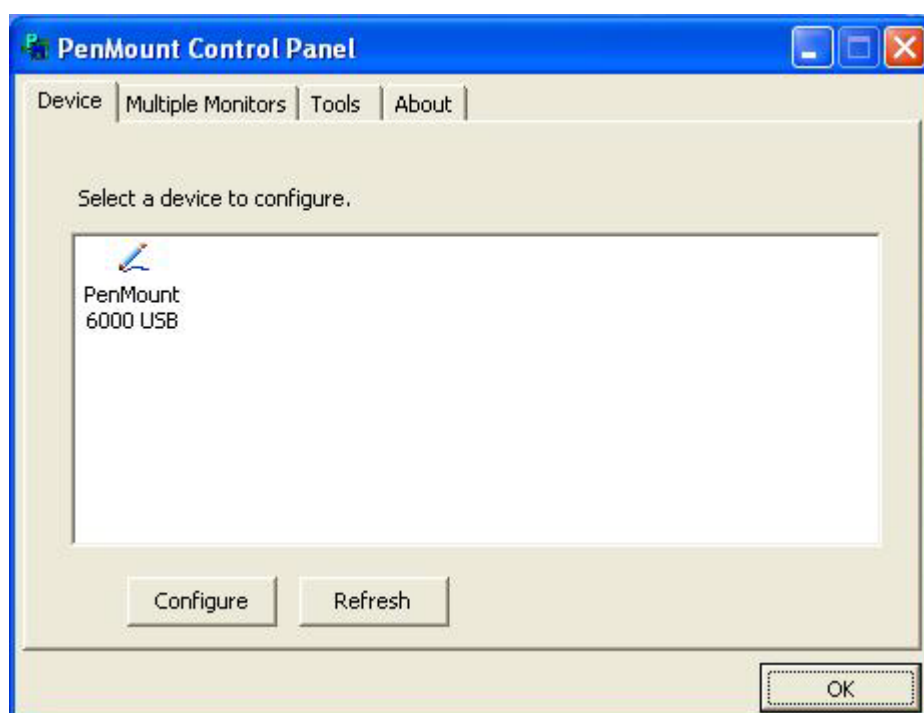 PenMount Control Panel
Device Multiple Monitors Tools About
Select a device to configure.
PenMount
6000 USB
Configure Refresh
OK